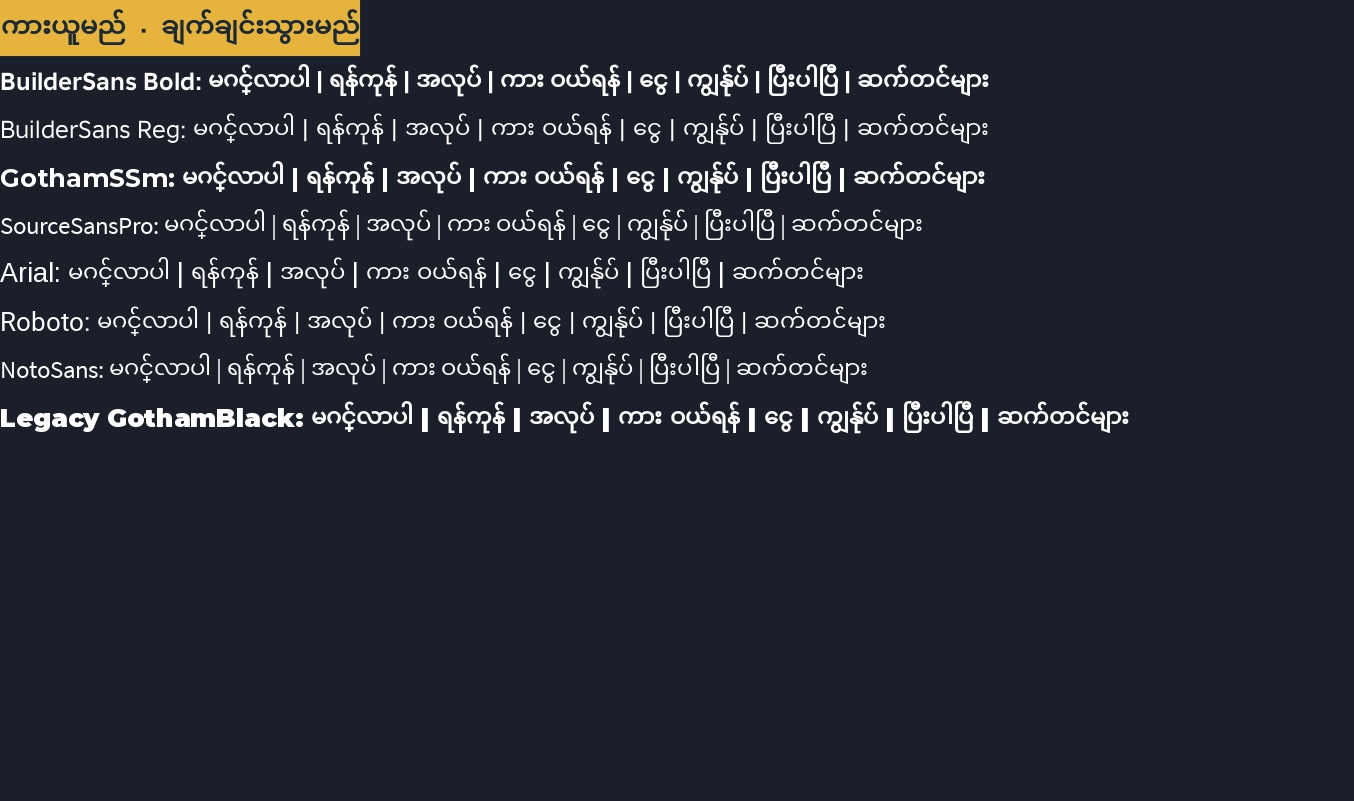 ကားယူမည် · ချက်ချင်းသွားမည်
BuilderSans Bold: မဂင်္လာပါ | ရန်ကုန် | အလုပ် | ကား ဝယ်ရန် | ငွေ | ကျွန်ုပ် | ပြီးပါပြီ | ဆက်တင်များ
BuilderSans Reg: မဂင်္လာပါ | ရန်ကုန် | အလုပ် | ကား ဝယ်ရန် | ငွေ | ကျွန်ုပ် | ပြီးပါပြီ | ဆက်တင်များ
GothamSSm: မဂင်္လာပါ | ရန်ကုန် | အလုပ် | ကား ဝယ်ရန် | ငွေ | ကျွန်ုပ် | ပြီးပါပြီ | ဆက်တင်များ
SourceSansPro: မဂင်္လာပါ | ရန်ကုန် | အလုပ် | ကား ဝယ်ရန် | ငွေ | ကျွန်ုပ် | ပြီးပါပြီ | ဆက်တင်များ
Arial: မဂင်္လာပါ | ရန်ကုန် | အလုပ် | ကား ဝယ်ရန် | ငွေ | ကျွန်ုပ် | ပြီးပါပြီ | ဆက်တင်များ
Roboto: မဂင်္လာပါ | ရန်ကုန် | အလုပ် | ကား ဝယ်ရန် | ငွေ | ကျွန်ုပ် | ပြီးပါပြီ | ဆက်တင်များ
NotoSans: မဂင်္လာပါ | ရန်ကုန် | အလုပ် | ကား ဝယ်ရန် | ငွေ | ကျွန်ုပ် | ပြီးပါပြီ | ဆက်တင်များ
Legacy GothamBlack: မဂင်္လာပါ | ရန်ကုန် | အလုပ် | ကား ဝယ်ရန် | ငွေ | ကျွန်ုပ် | ပြီးပါပြီ | ဆက်တင်များ